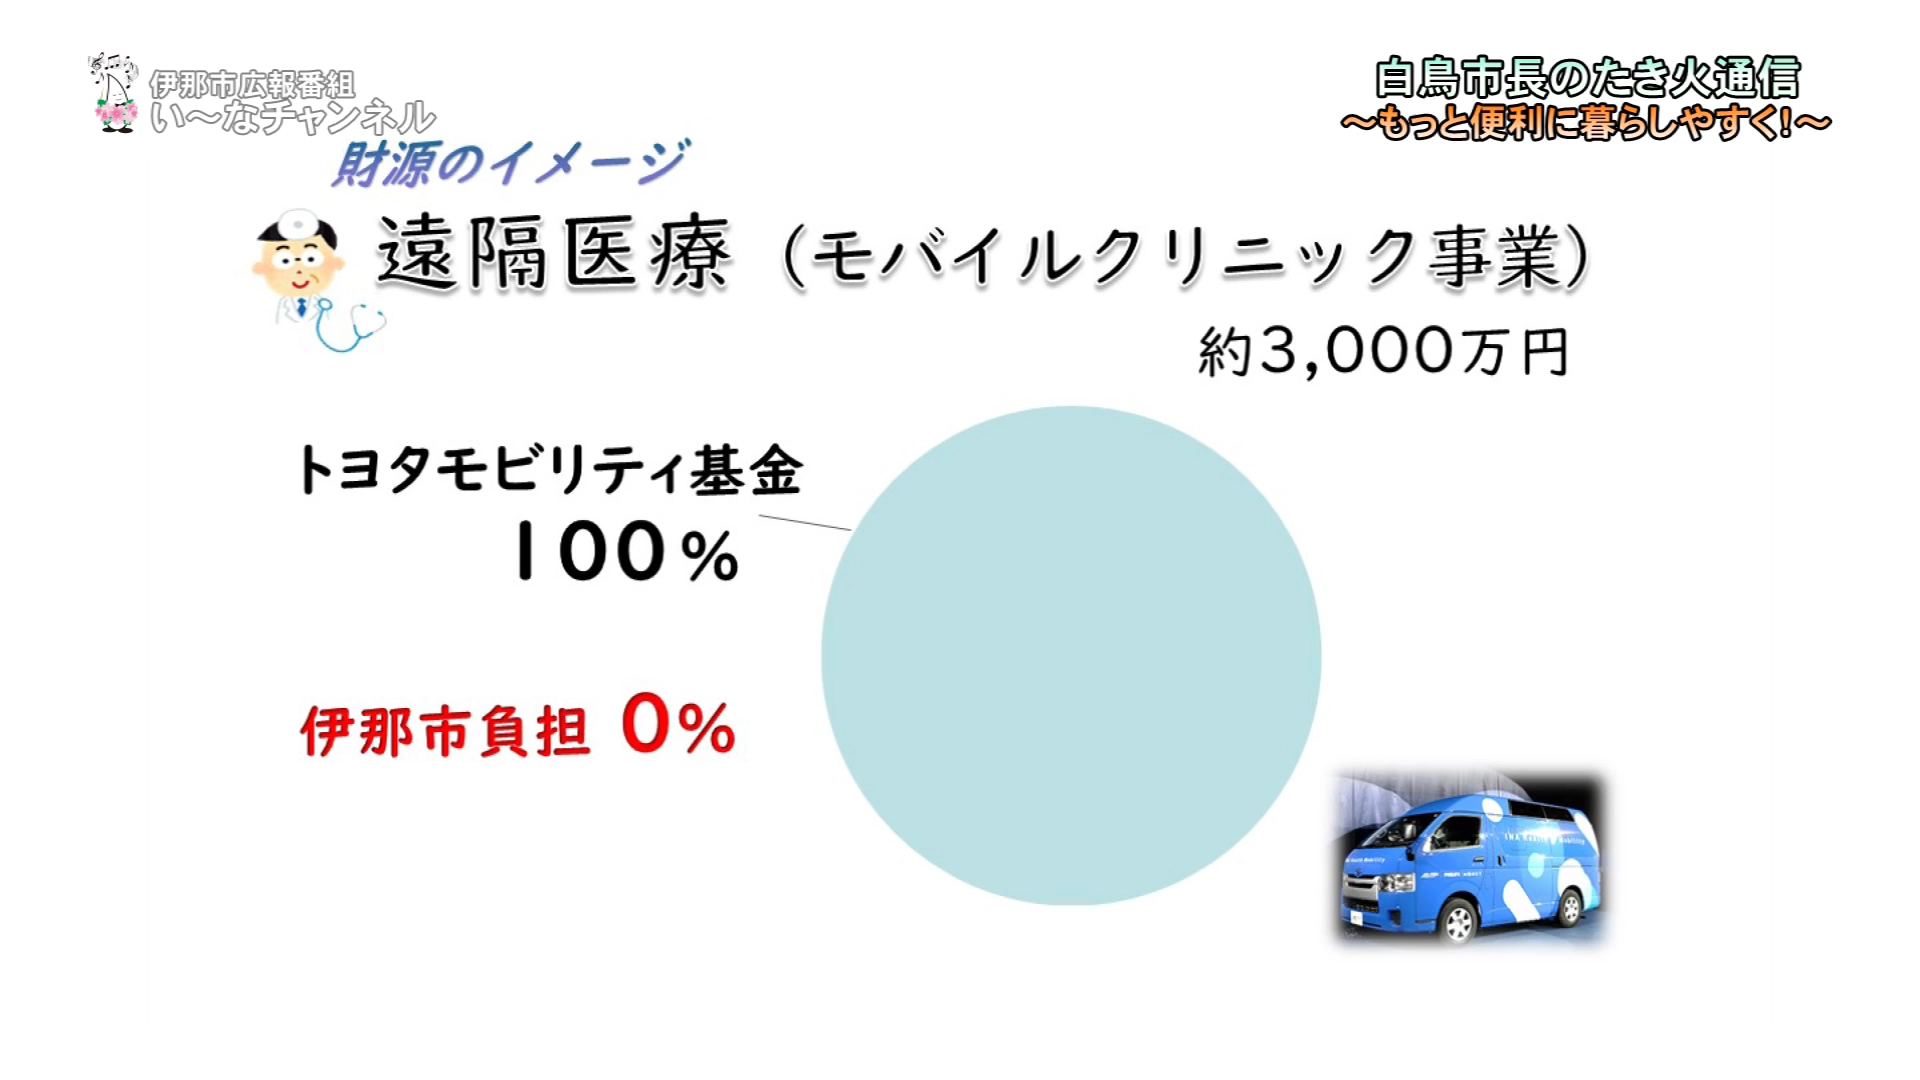 伊那市広報番組
い〜なチャンネル
白鳥市長のたき火通信
〜もっと便利に暮らしやすく!〜
財源のイメージ
遠隔医療（モバイルクリニック事業）
約3,000万円
トヨタモビリティ基金
100%
伊那市負担 0%